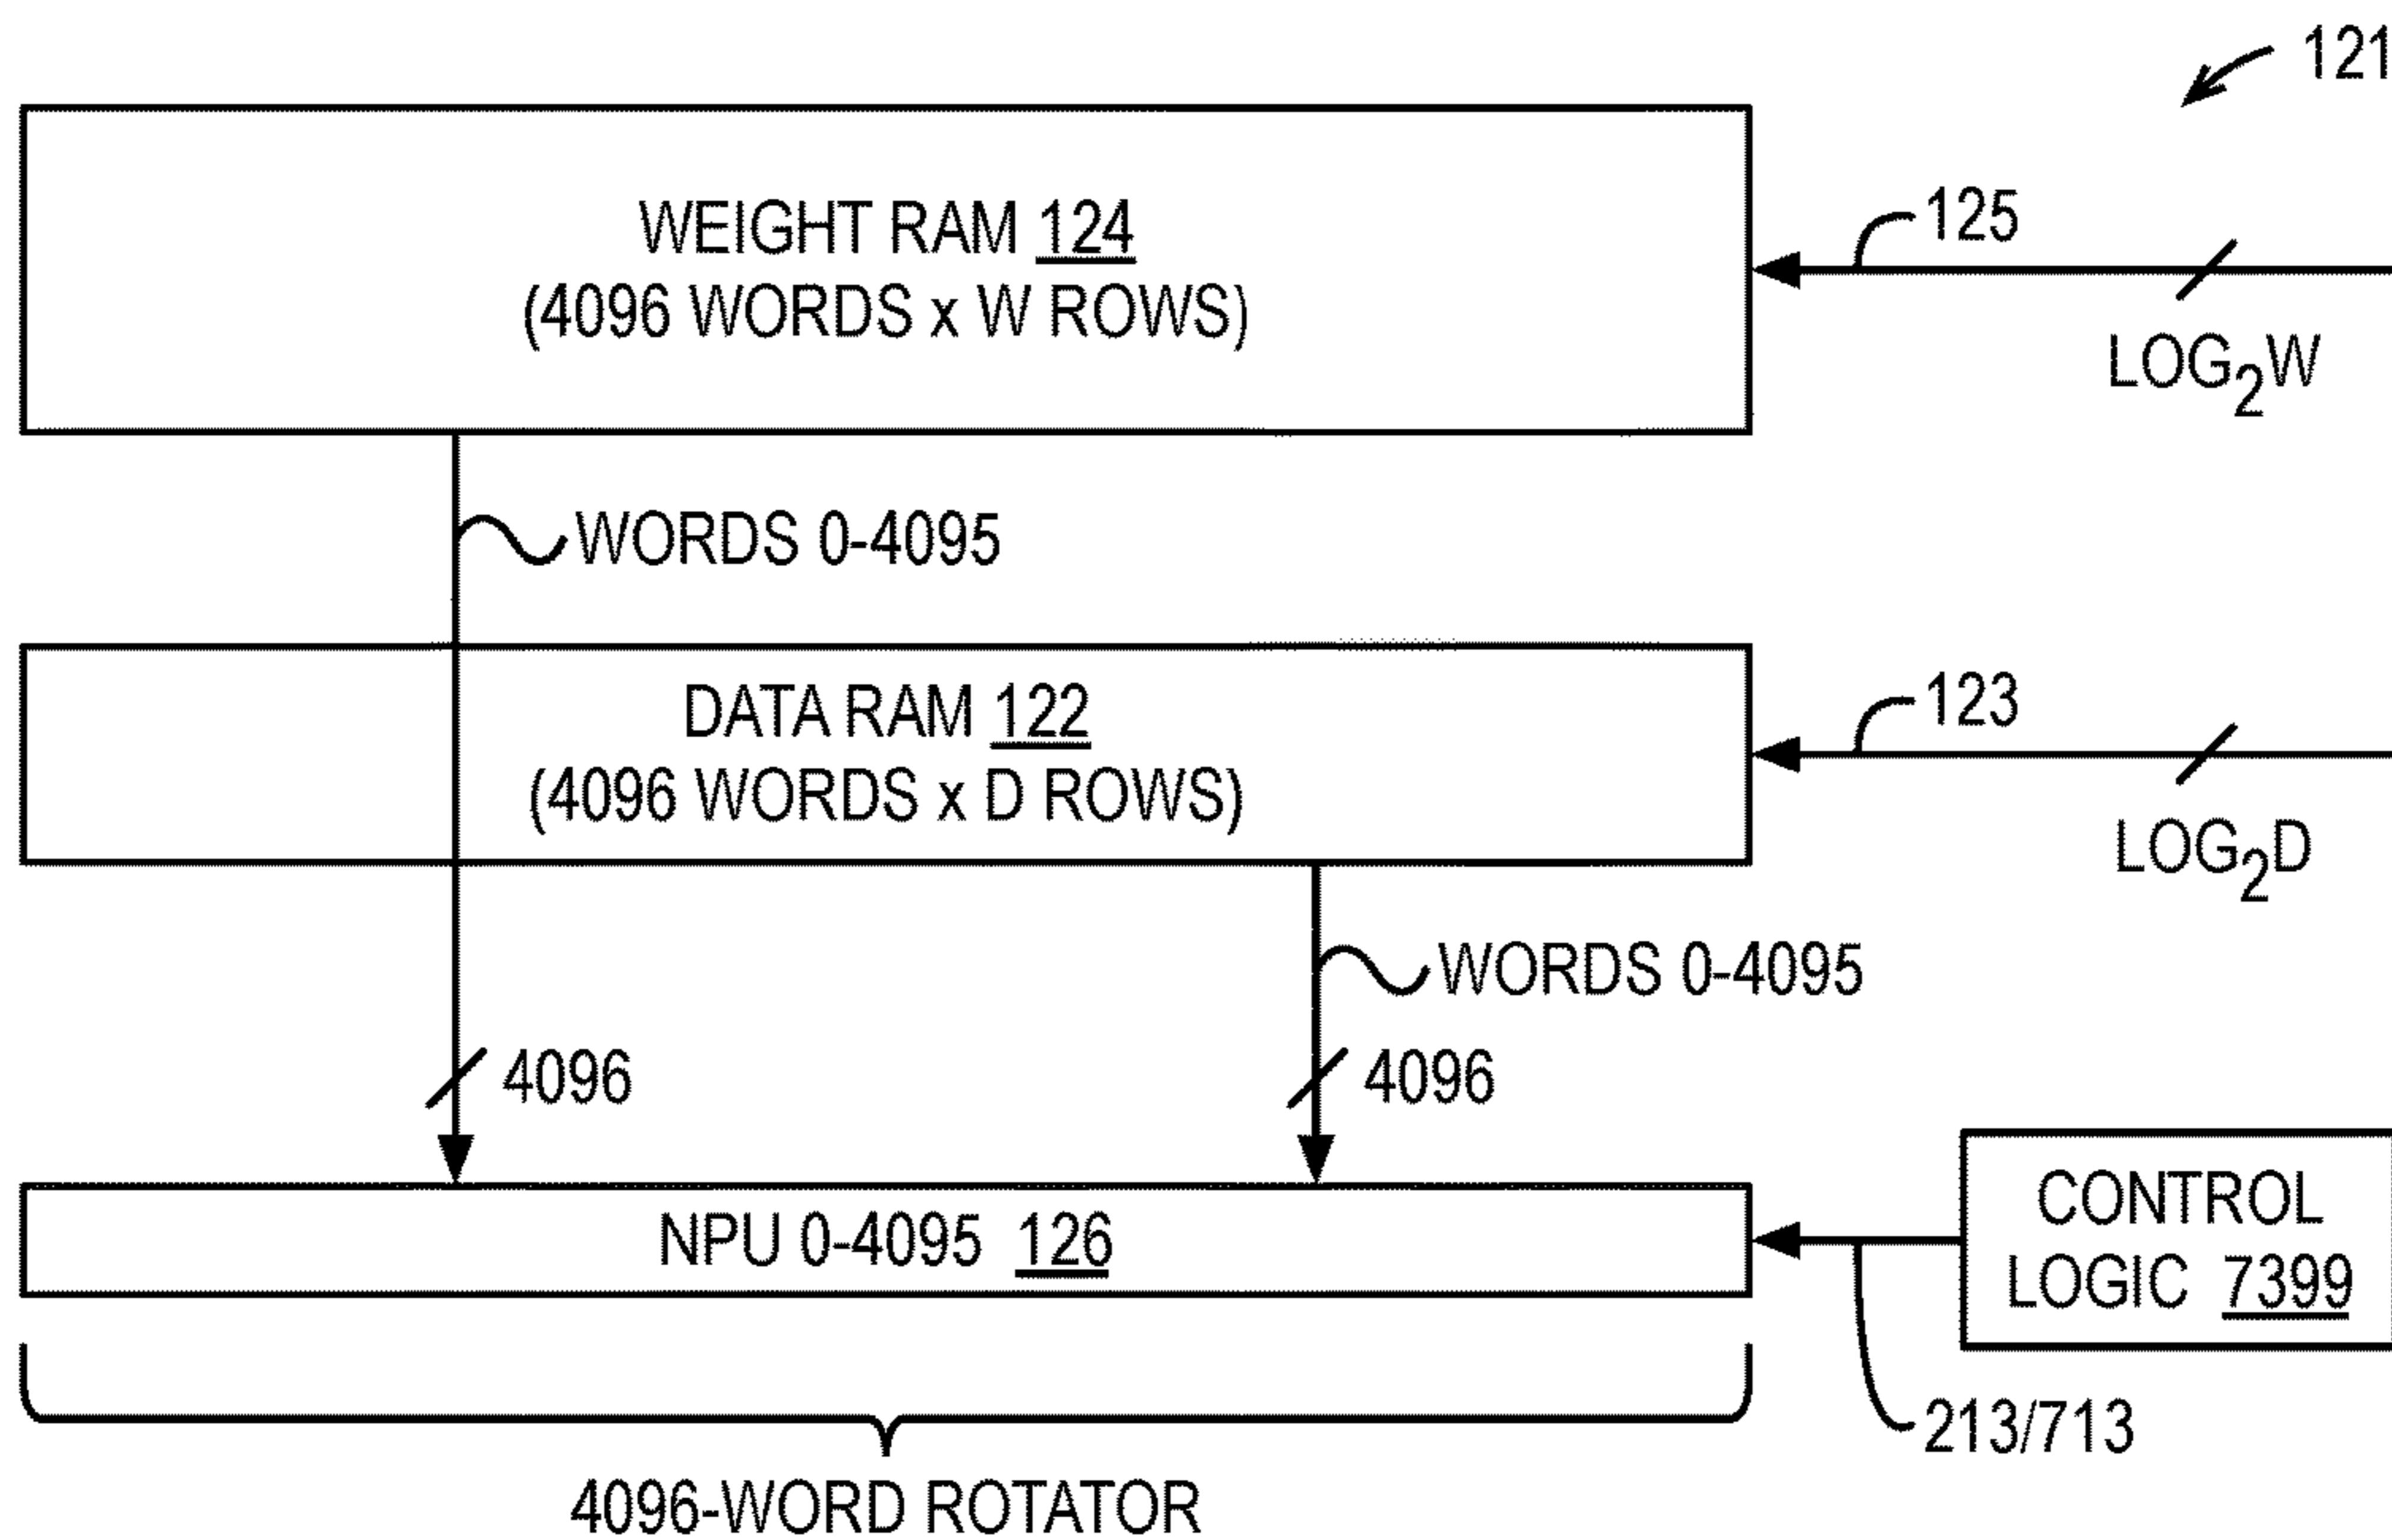 121
WEIGHT RAM 124
(4096 WORDS x W ROWS)
125
LOG2W
WORDS 0-4095
DATA RAM 122
(4096 WORDS x D ROWS)
123
LOG2D
WORDS 0-4095
4096
4096
NPU 0-4095 126
CONTROL
LOGIC 7399
213/713
4096-WORD ROTATOR